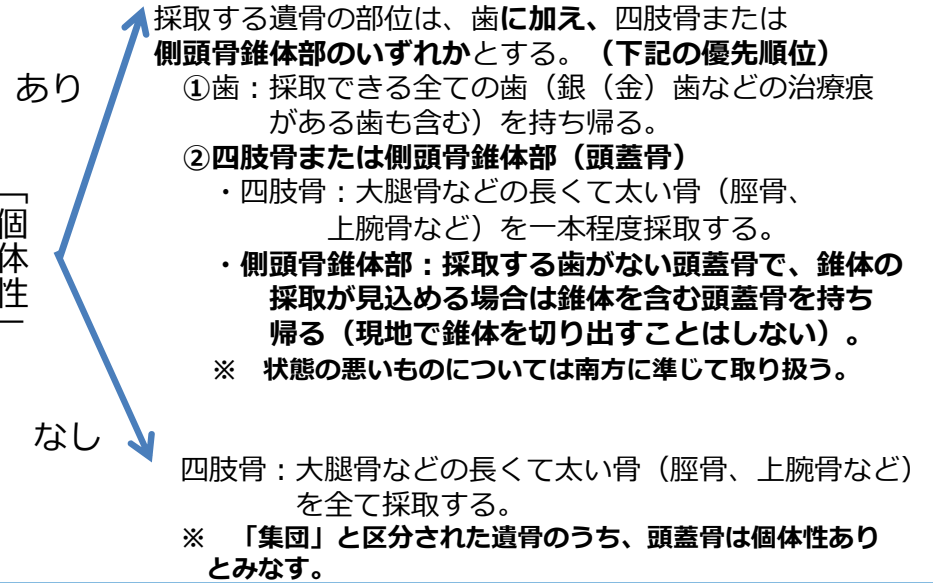 採取する遺骨の部位は、歯に加え、四肢骨または
側頭骨錐体部のいずれかとする。（下記の優先順位）
あり
①歯：採取できる全ての歯（銀（金）歯などの治療痕
がある歯も含む）を持ち帰る。
②四肢骨または側頭骨錐体部（頭蓋骨）
・四肢骨：大腿骨などの長くて太い骨（脛骨、
上腕骨など）を一本程度採取する。
「個体性」
・側頭骨錐体部：採取する歯がない頭蓋骨で、錐体の
採取が見込める場合は錐体を含む頭蓋骨を持ち
帰る（現地で錐体を切り出すことはしない）。
※　状態の悪いものについては南方に準じて取り扱う。
なし
四肢骨：大腿骨などの長くて太い骨（脛骨、上腕骨など）
を全て採取する。
※　「集団」と区分された遺骨のうち、頭蓋骨は個体性あり
とみなす。